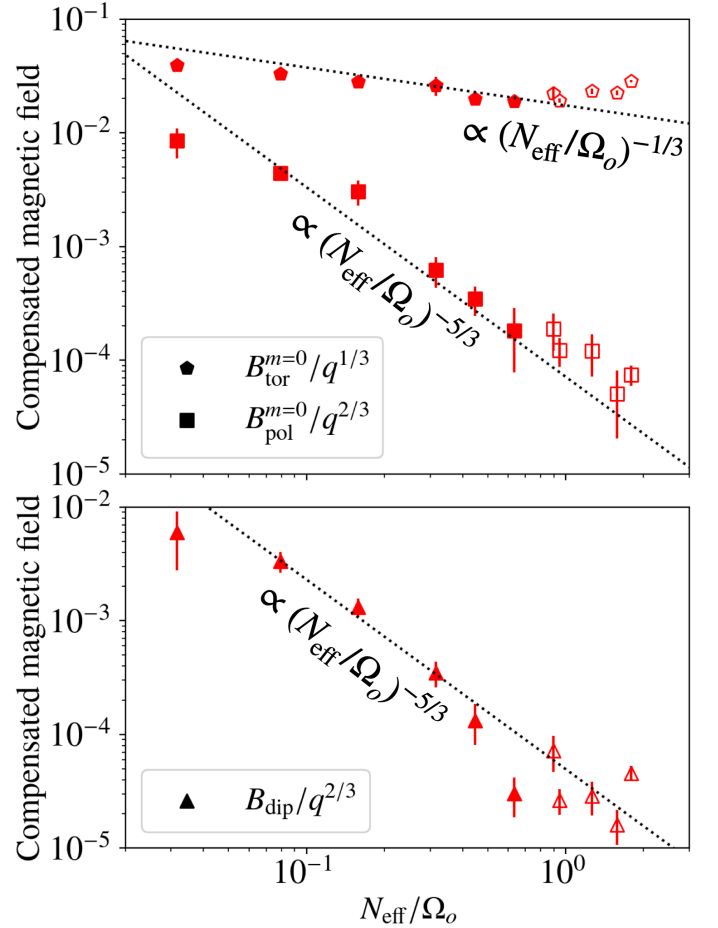 10⁻¹
10⁻²
10⁻³
10⁻⁴
10⁻⁵
Compensated magnetic field
∝ (N_eff/Ω_o)^−1/3
∝ (N_eff/Ω_o)^−5/3
B_tor^m=0/q^1/3
B_pol^m=0/q^2/3
10⁻²
10⁻³
10⁻⁴
10⁻⁵
Compensated magnetic field
∝ (N_eff/Ω_o)^−5/3
B_dip/q^2/3
10⁻¹
10⁰
N_eff/Ω_o